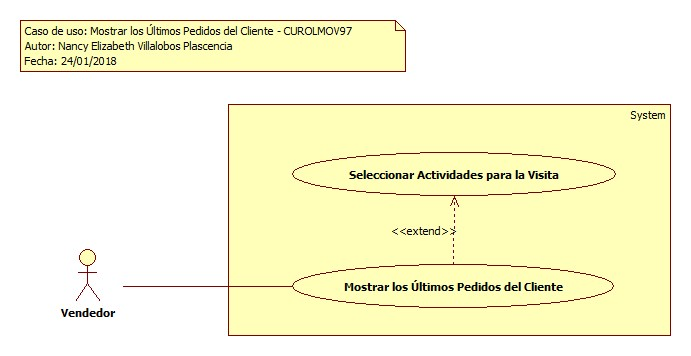 Caso de uso: Mostrar los Últimos Pedidos del Cliente - CUROLMOV97
Autor: Nancy Elizabeth Villalobos Plascencia
Fecha: 24/01/2018
System
Seleccionar Actividades para la Visita
<<extend>>
Mostrar los Últimos Pedidos del Cliente
Vendedor